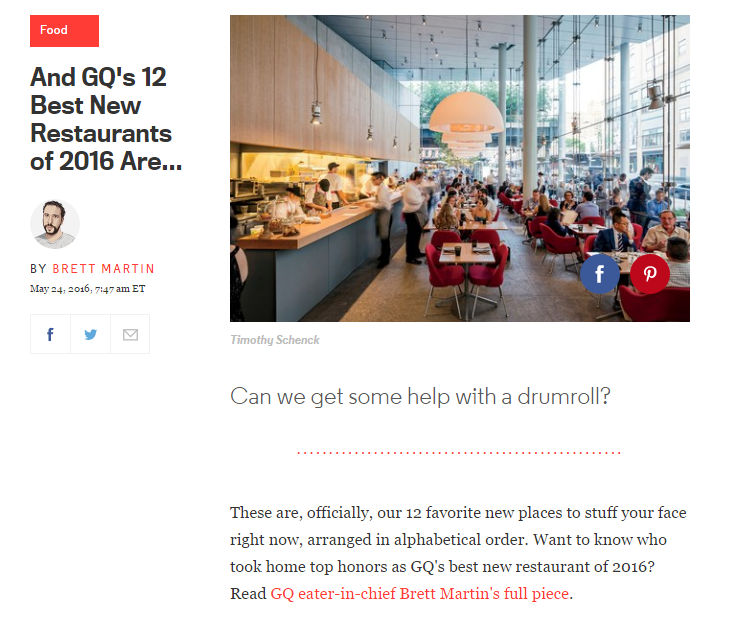 Food
And GQ's 12
Best New
Restaurants
of 2016 Are...
BY BRETT MARTIN
May 24, 2016, 7:47 am ET
Timothy Schenck
Can we get some help with a drumroll?
These are, officially, our 12 favorite new places to stuff your face
right now, arranged in alphabetical order. Want to know who
took home top honors as GQ's best new restaurant of 2016?
Read GQ eater-in-chief Brett Martin's full piece.